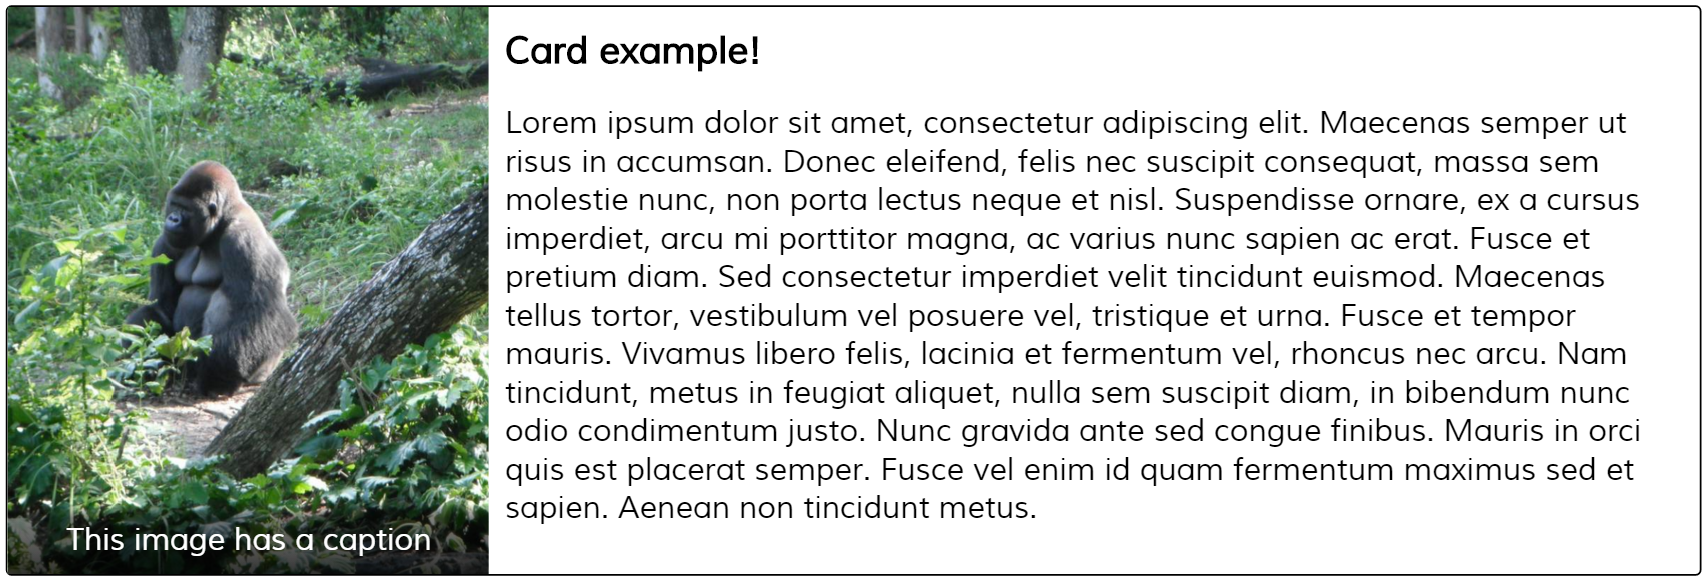 Card example!
Lorem ipsum dolor sit amet, consectetur adipiscing elit. Maecenas semper ut
risus in accumsan. Donec eleifend, felis nec suscipit consequat, massa sem
molestie nunc, non porta lectus neque et nisl. Suspendisse ornare, ex a cursus
imperdiet, arcu mi porttitor magna, ac varius nunc sapien ac erat. Fusce et
pretium diam. Sed consectetur imperdiet velit tincidunt euismod. Maecenas
tellus tortor, vestibulum vel posuere vel, tristique et urna. Fusce et tempor
mauris. Vivamus libero felis, lacinia et fermentum vel, rhoncus nec arcu. Nam
tincidunt, metus in feugiat aliquet, nulla sem suscipit diam, in bibendum nunc
odio condimentum justo. Nunc gravida ante sed congue finibus. Mauris in orci
quis est placerat semper. Fusce vel enim id quam fermentum maximus sed et
sapien. Aenean non tincidunt metus.
This image has a caption